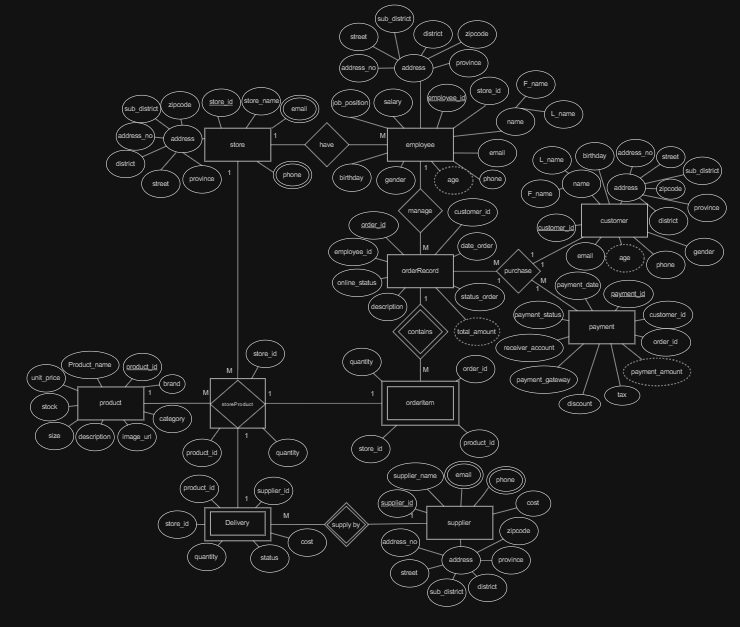 sub_district
street
district
zipcode
address_no
address
province
job_position
salary
employee_id
store_id
F_name
L_name
name
sub_district
zipcode
store_id
store_name
email
address_no
address
store
1
have
M
employee
email
district
street
province
1
phone
birthday
gender
1
age
phone
L_name
birthday
address_no
street
sub_district
name
address
zipcode
F_name
province
customer_id
customer
district
gender
email
age
phone
manage
order_id
customer_id
M
employee_id
date_order
online_status
orderRecord
M
purchase
1
1
1
M
description
status_order
1
contains
total_amount
M
payment_date
payment_id
payment_status
customer_id
payment
order_id
receiver_account
payment_gateway
payment_amount
discount
tax
store_id
M
quantity
order_id
Product_name
product_id
unit_price
brand
stock
product
1
M
storeProduct
1
1
orderItem
category
size
description
image_url
product_id
1
quantity
store_id
product_id
product_id
supplier_id
1
store_id
Delivery
M
supply by
1
supplier
quantity
status
cost
supplier_name
email
phone
supplier_id
cost
zipcode
address_no
address
province
street
sub_district
district